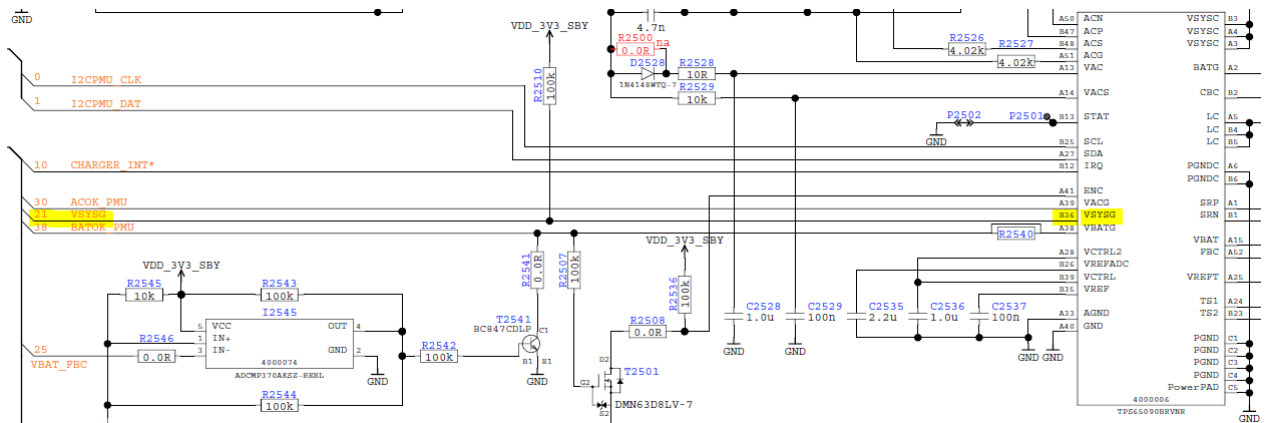 GND
VDD_3V3_SBY
4.7n
R2500 na
0.0R
D2528
1N4148WTQ-7
R2528
10R
R2529
10k
R2526
4.02k
R2527
4.02k
R2510
100k
0 I2CPMU_CLK
1 I2CPMU_DAT
10 CHARGER_INT*
30 ACOK_PMU
21 VSYSG
38 BATOK_PMU
P2502
P2501
GND
A50 ACN
B47 ACP
B48 ACS
A51 ACG
A13 VAC
A14 VACS
B13 STAT
B25 SCL
A27 SDA
B12 IRQ
A41 ENC
A39 VACG
B36 VSYSG
A38 VBATG
A28 VCTRL2
B26 VREFADC
B39 VCTRL
B35 VREF
A33 AGND
A40 GND
VSYSC B3
VSYSC A4
VSYSC A3
BATG A2
CBC B2
LC A5
LC B4
LC B5
PGNDC A6
PGNDC B6
SRP A1
SRN B1
VBAT A15
FBC A52
VREFT A25
TS1 A24
TS2 B23
PGND C1
PGND C2
PGND C3
PGND C4
PowerPAD C5
4000006
TPS65090BRVNR
GND
R2540
VDD_3V3_SBY
R2545
10k
R2543
100k
I2545
5 VCC OUT 4
1 IN+
3 IN- GND 2
4000074
ADCMP370AKSZ-REEL
R2546
0.0R
25
VBAT_FBC
R2544
100k
GND
R2542
100k
R2541
0.0R
R2507
100k
T2541
BC847CDLP
C1
B1 E1
GND
VDD_3V3_SBY
R2536
100k
R2508
0.0R
D2
T2501
G2
S2
DMN63D8LV-7
C2528
1.0u
GND
C2529
100n
GND
C2535
2.2u
C2536
1.0u
C2537
100n
GND
GND